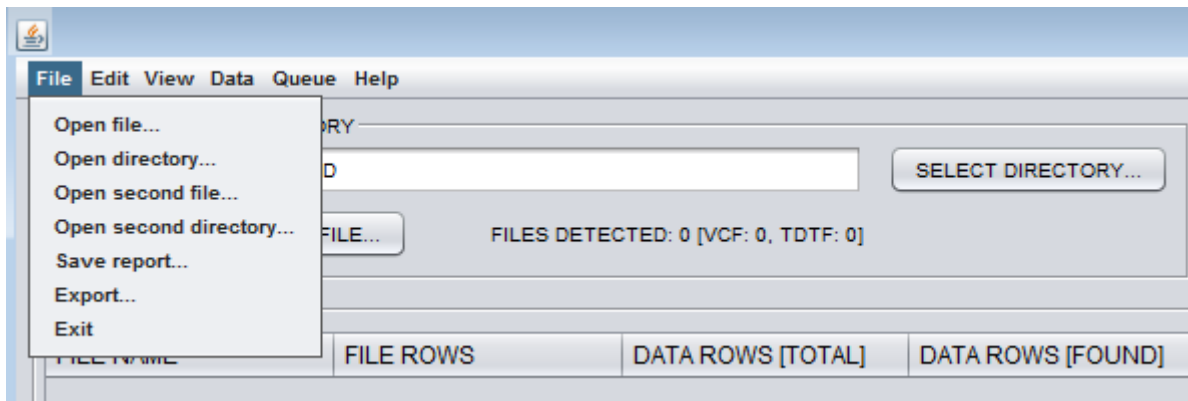 File Edit View Data Queue Help
Open file...
RY
Open directory...
D
SELECT DIRECTORY...
Open second file...
Open second directory...
FILE...
FILES DETECTED: 0 [VCF: 0, TDTF: 0]
Save report...
Export...
Exit
FILE NAME
FILE ROWS
DATA ROWS [TOTAL]
DATA ROWS [FOUND]